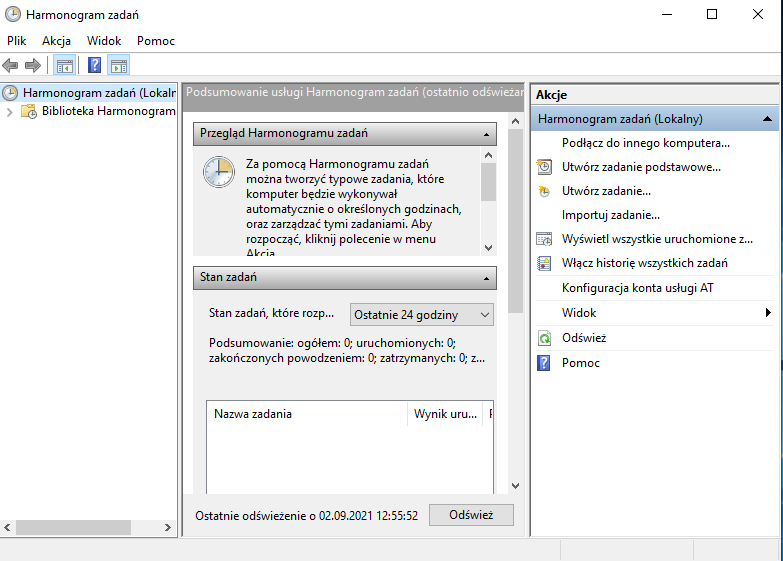 Harmonogram zadań
Plik Akcja Widok Pomoc
Harmonogram zadań (Lokaln
Biblioteka Harmonogram
Podsumowanie usługi Harmonogram zadań (ostatnio odświeżan
Przegląd Harmonogramu zadań
Za pomocą Harmonogramu zadań
można tworzyć typowe zadania, które
komputer będzie wykonywał
automatycznie o określonych godzinach,
oraz zarządzać tymi zadaniami. Aby
rozpocząć, kliknij polecenie w menu
Akcja.
Stan zadań
Stan zadań, które rozp... Ostatnie 24 godziny
Podsumowanie: ogółem: 0; uruchomionych: 0;
zakończonych powodzeniem: 0; zatrzymanych: 0; z...
Nazwa zadania Wynik uru...
Ostatnie odświeżenie o 02.09.2021 12:55:52 Odśwież
Akcje
Harmonogram zadań (Lokalny)
Podłącz do innego komputera...
Utwórz zadanie podstawowe...
Utwórz zadanie...
Importuj zadanie...
Wyświetl wszystkie uruchomione z...
Włącz historię wszystkich zadań
Konfiguracja konta usługi AT
Widok
Odśwież
Pomoc